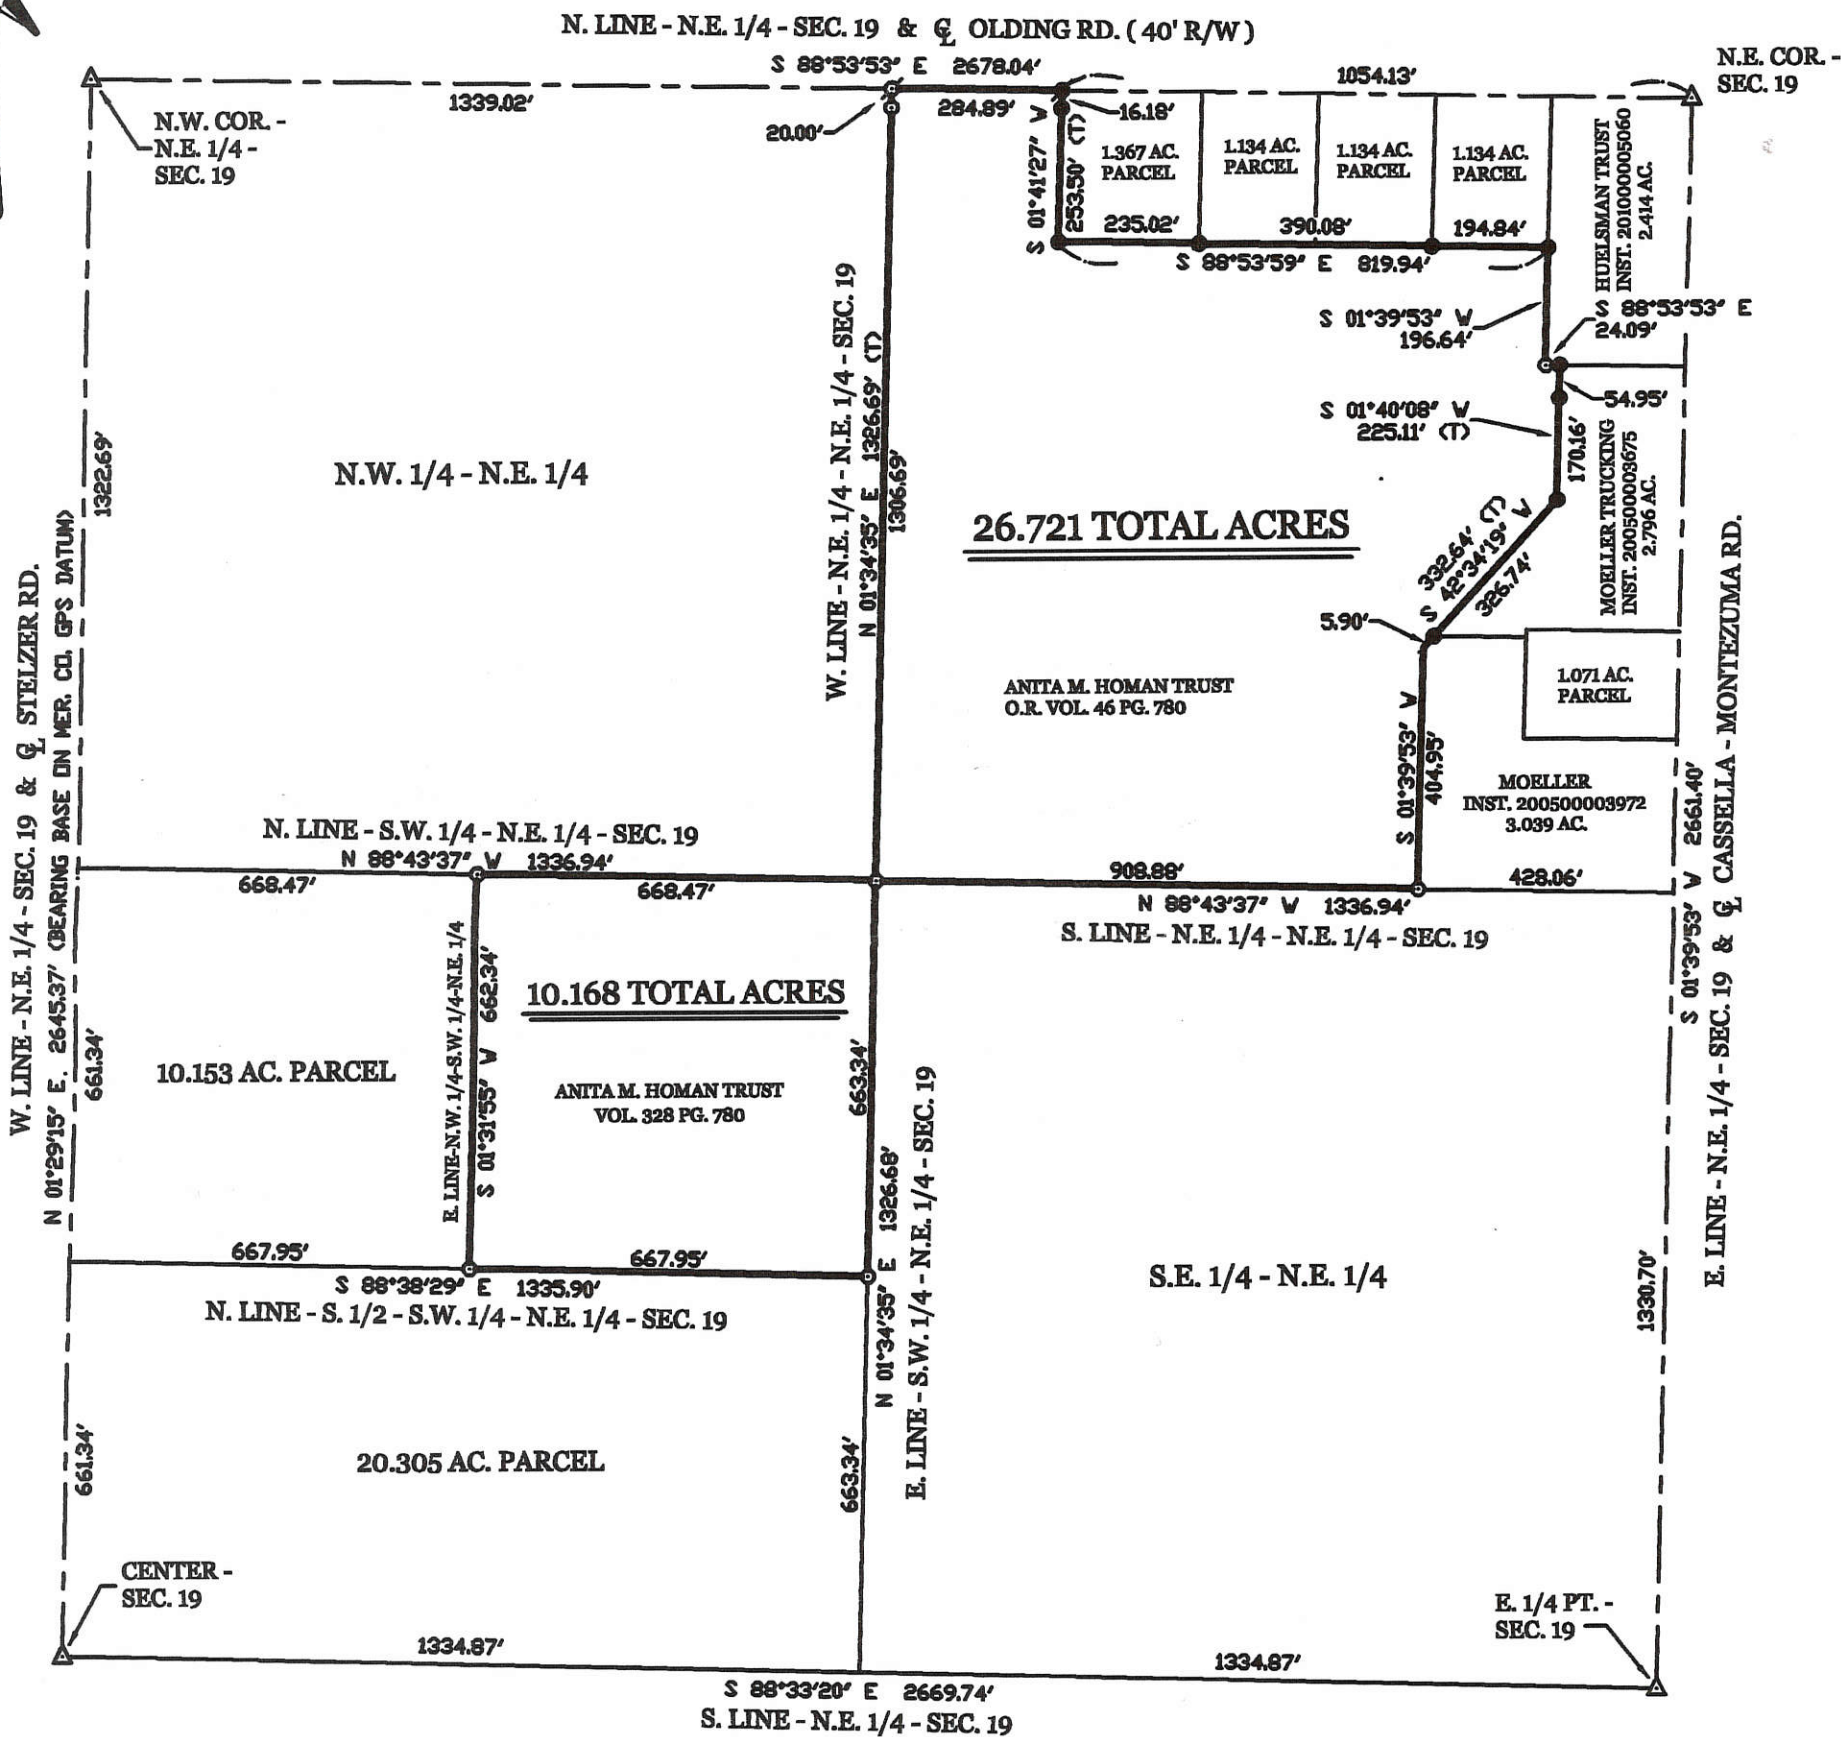 N. LINE - N.E. 1/4 - SEC. 19 & ℄ OLDING RD. ( 40' R/W )
S 88°53'53" E 2678.04'
N.E. COR. -
SEC. 19
1339.02'
284.89'
1054.13'
20.00'
16.18'
N.W. COR. -
N.E. 1/4 -
SEC. 19
S 01°41'27" W
253.50' (T)
1.367 AC.
PARCEL
1.134 AC.
PARCEL
1.134 AC.
PARCEL
1.134 AC.
PARCEL
HUELSMAN TRUST
INST. 201000005060
2.414 AC.
235.02'
390.08'
194.84'
S 88°53'59" E 819.94'
S 01°39'53" W
196.64'
S 88°53'53" E
24.09'
S 01°40'08" W
225.11' (T)
54.95'
170.16'
MOELLER TRUCKING
INST. 200500003675
2.796 AC.
W. LINE - N.E. 1/4 - N.E. 1/4 - SEC. 19
N 01°34'35" E 1326.69' (T)
1306.69'
1322.69'
N.W. 1/4 - N.E. 1/4
26.721 TOTAL ACRES
332.64' (T)
S 42°34'19" W
326.74'
5.90'
ANITA M. HOMAN TRUST
O.R. VOL. 46 PG. 780
1.071 AC.
PARCEL
S 01°39'53" W
404.95'
MOELLER
INST. 200500003972
3.039 AC.
W. LINE - N.E. 1/4 - SEC. 19 & ℄ STELZER RD.
N 01°29'15" E. 2645.37' (BEARING BASE ON MER. CO. GPS DATUM)
E. LINE - N.E. 1/4 - SEC. 19 & ℄ CASSELLA - MONTEZUMA RD.
S 01°39'53" W 2661.40'
N. LINE - S.W. 1/4 - N.E. 1/4 - SEC. 19
N 88°43'37" W 1336.94'
668.47'
668.47'
908.88'
428.06'
N 88°43'37" W 1336.94'
S. LINE - N.E. 1/4 - N.E. 1/4 - SEC. 19
E. LINE-N.W. 1/4-S.W. 1/4-N.E. 1/4
S 01°31'55" W 662.34'
10.168 TOTAL ACRES
661.34'
10.153 AC. PARCEL
ANITA M. HOMAN TRUST
VOL. 328 PG. 780
663.34'
N 01°34'35" E 1326.68'
E. LINE - S.W. 1/4 - N.E. 1/4 - SEC. 19
667.95'
667.95'
S 88°38'29" E 1335.90'
N. LINE - S. 1/2 - S.W. 1/4 - N.E. 1/4 - SEC. 19
S.E. 1/4 - N.E. 1/4
1330.70'
661.34'
20.305 AC. PARCEL
663.34'
CENTER -
SEC. 19
E. 1/4 PT. -
SEC. 19
1334.87'
1334.87'
S 88°33'20" E 2669.74'
S. LINE - N.E. 1/4 - SEC. 19